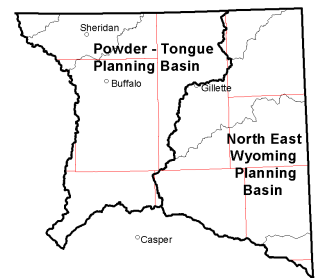 Sheridan
Powder - Tongue
Planning Basin
Buffalo
Gillette
North East
Wyoming
Planning
Basin
Casper